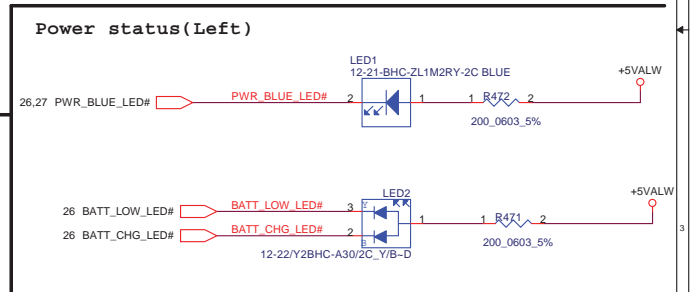 Power status(Left)
LED1
12-21-BHC-ZL1M2RY-2C BLUE
+5VALW
26,27 PWR_BLUE_LED# PWR_BLUE_LED# 2 1 1 R472 2
200_0603_5%
LED2
+5VALW
26 BATT_LOW_LED# BATT_LOW_LED# 3 Y
1 1 R471 2
26 BATT_CHG_LED# BATT_CHG_LED# 2 B
200_0603_5%
12-22/Y2BHC-A30/2C_Y/B~D
3